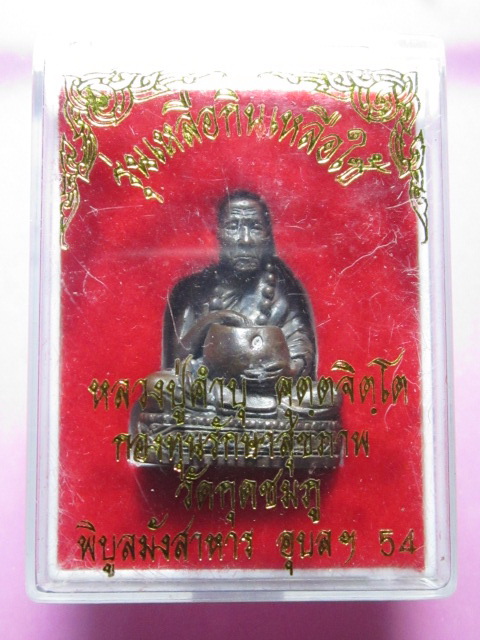 รุ่นเหลือกินเหลือใช้
หลวงปู่คำบุ คุตฺตจิตฺโต
กองทุนรักษาสุขภาพ
วัดกุดชมภู
พิบูลมังสาหาร อุบลฯ 54